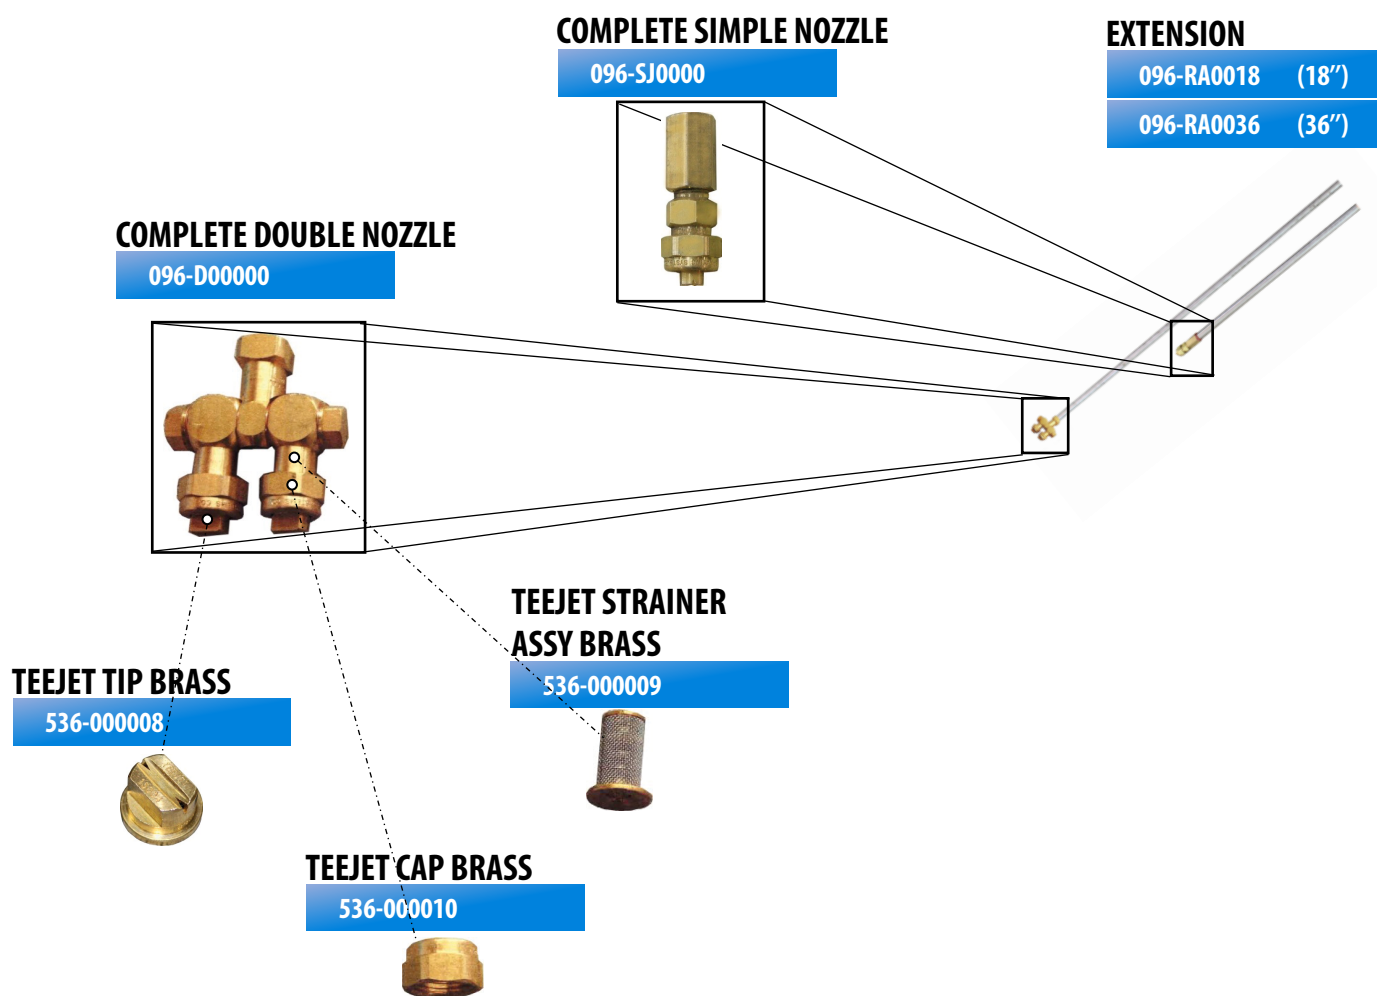 COMPLETE SIMPLE NOZZLE
096-SJ0000
EXTENSION
096-RA0018 (18”)
096-RA0036 (36”)
COMPLETE DOUBLE NOZZLE
096-D00000
TEEJET STRAINER
ASSY BRASS
536-000009
TEEJET TIP BRASS
536-000008
TEEJET CAP BRASS
536-000010